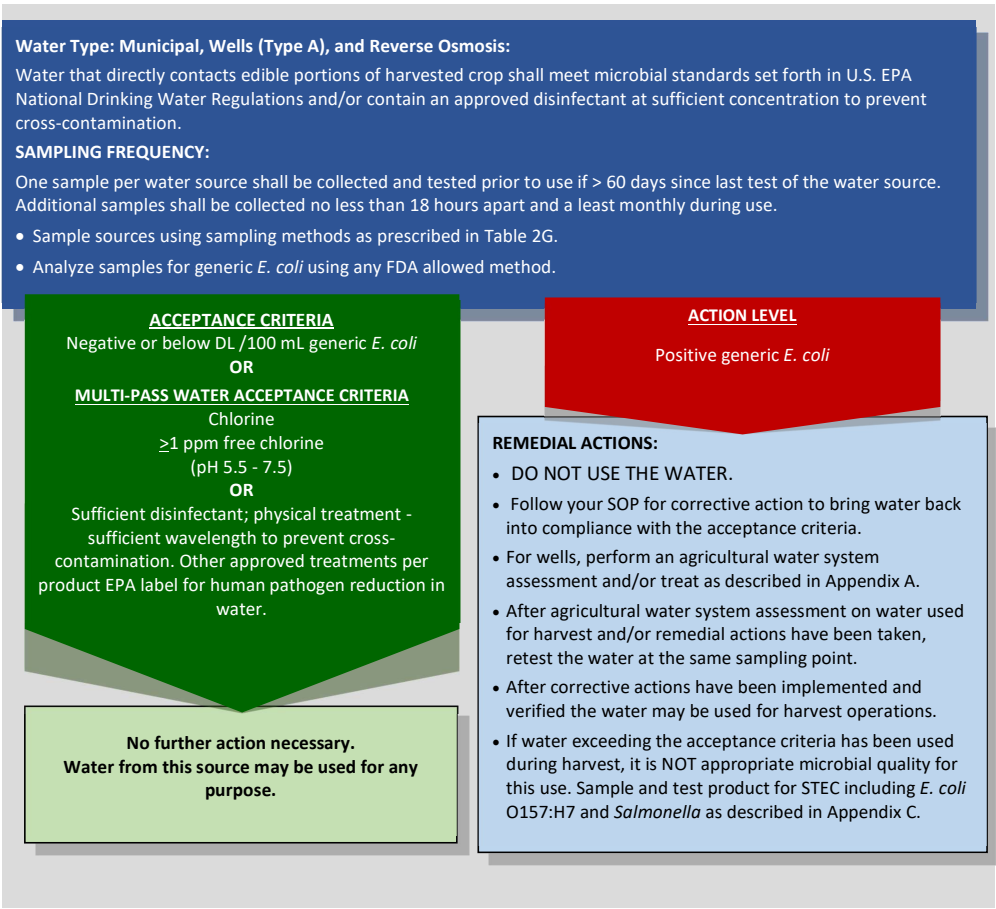 Water Type: Municipal, Wells (Type A), and Reverse Osmosis:
Water that directly contacts edible portions of harvested crop shall meet microbial standards set forth in U.S. EPA
National Drinking Water Regulations and/or contain an approved disinfectant at sufficient concentration to prevent
cross-contamination.
SAMPLING FREQUENCY:
One sample per water source shall be collected and tested prior to use if > 60 days since last test of the water source.
Additional samples shall be collected no less than 18 hours apart and a least monthly during use.
• Sample sources using sampling methods as prescribed in Table 2G.
• Analyze samples for generic E. coli using any FDA allowed method.
ACCEPTANCE CRITERIA
Negative or below DL /100 mL generic E. coli
OR
MULTI-PASS WATER ACCEPTANCE CRITERIA
Chlorine
≥1 ppm free chlorine
(pH 5.5 - 7.5)
OR
Sufficient disinfectant; physical treatment -
sufficient wavelength to prevent cross-
contamination. Other approved treatments per
product EPA label for human pathogen reduction in
water.
No further action necessary.
Water from this source may be used for any
purpose.
ACTION LEVEL
Positive generic E. coli
REMEDIAL ACTIONS:
• DO NOT USE THE WATER.
• Follow your SOP for corrective action to bring water back
into compliance with the acceptance criteria.
• For wells, perform an agricultural water system
assessment and/or treat as described in Appendix A.
• After agricultural water system assessment on water used
for harvest and/or remedial actions have been taken,
retest the water at the same sampling point.
• After corrective actions have been implemented and
verified the water may be used for harvest operations.
• If water exceeding the acceptance criteria has been used
during harvest, it is NOT appropriate microbial quality for
this use. Sample and test product for STEC including E. coli
O157:H7 and Salmonella as described in Appendix C.